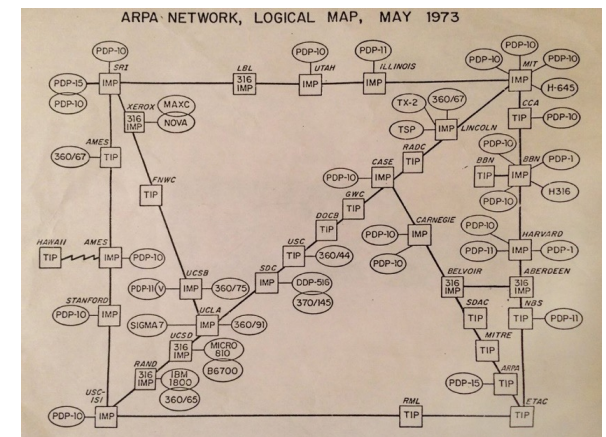 ARPA NETWORK, LOGICAL MAP, MAY 1973
PDP-10
SRI
PDP-15
IMP
PDP-10
LBL
316
IMP
PDP-10
UTAH
IMP
PDP-11
ILLINOIS
IMP
PDP-10
PDP-10
PDP-10
MIT
IMP
H-645
XEROX
316
IMP
MAXC
NOVA
TX-2
360/67
TSP
IMP
LINCOLN
CCA
TIP
PDP-10
AMES
360/67
TIP
RADC
TIP
PDP-10
BBN
TIP
BBN
IMP
PDP-1
H316
PDP-10
CASE
PDP-10
IMP
FNWC
TIP
GWC
TIP
DOCB
TIP
CARNEGIE
PDP-10
IMP
PDP-10
PDP-10
HARVARD
PDP-11
IMP
PDP-1
HAWAII
TIP
AMES
IMP
PDP-10
USC
TIP
360/44
UCSB
PDP-11
V
IMP
360/75
SDC
IMP
DDP-516
370/145
BELVOIR
316
IMP
ABERDEEN
316
IMP
STANFORD
PDP-10
IMP
UCLA
SIGMA 7
IMP
360/91
SDAC
TIP
NBS
TIP
PDP-11
UCSD
316
IMP
MICRO
810
B6700
MITRE
TIP
RAND
316
IMP
IBM
1800
360/65
ARPA
PDP-15
TIP
USC-
ISI
PDP-10
IMP
RML
TIP
ETAC
TIP